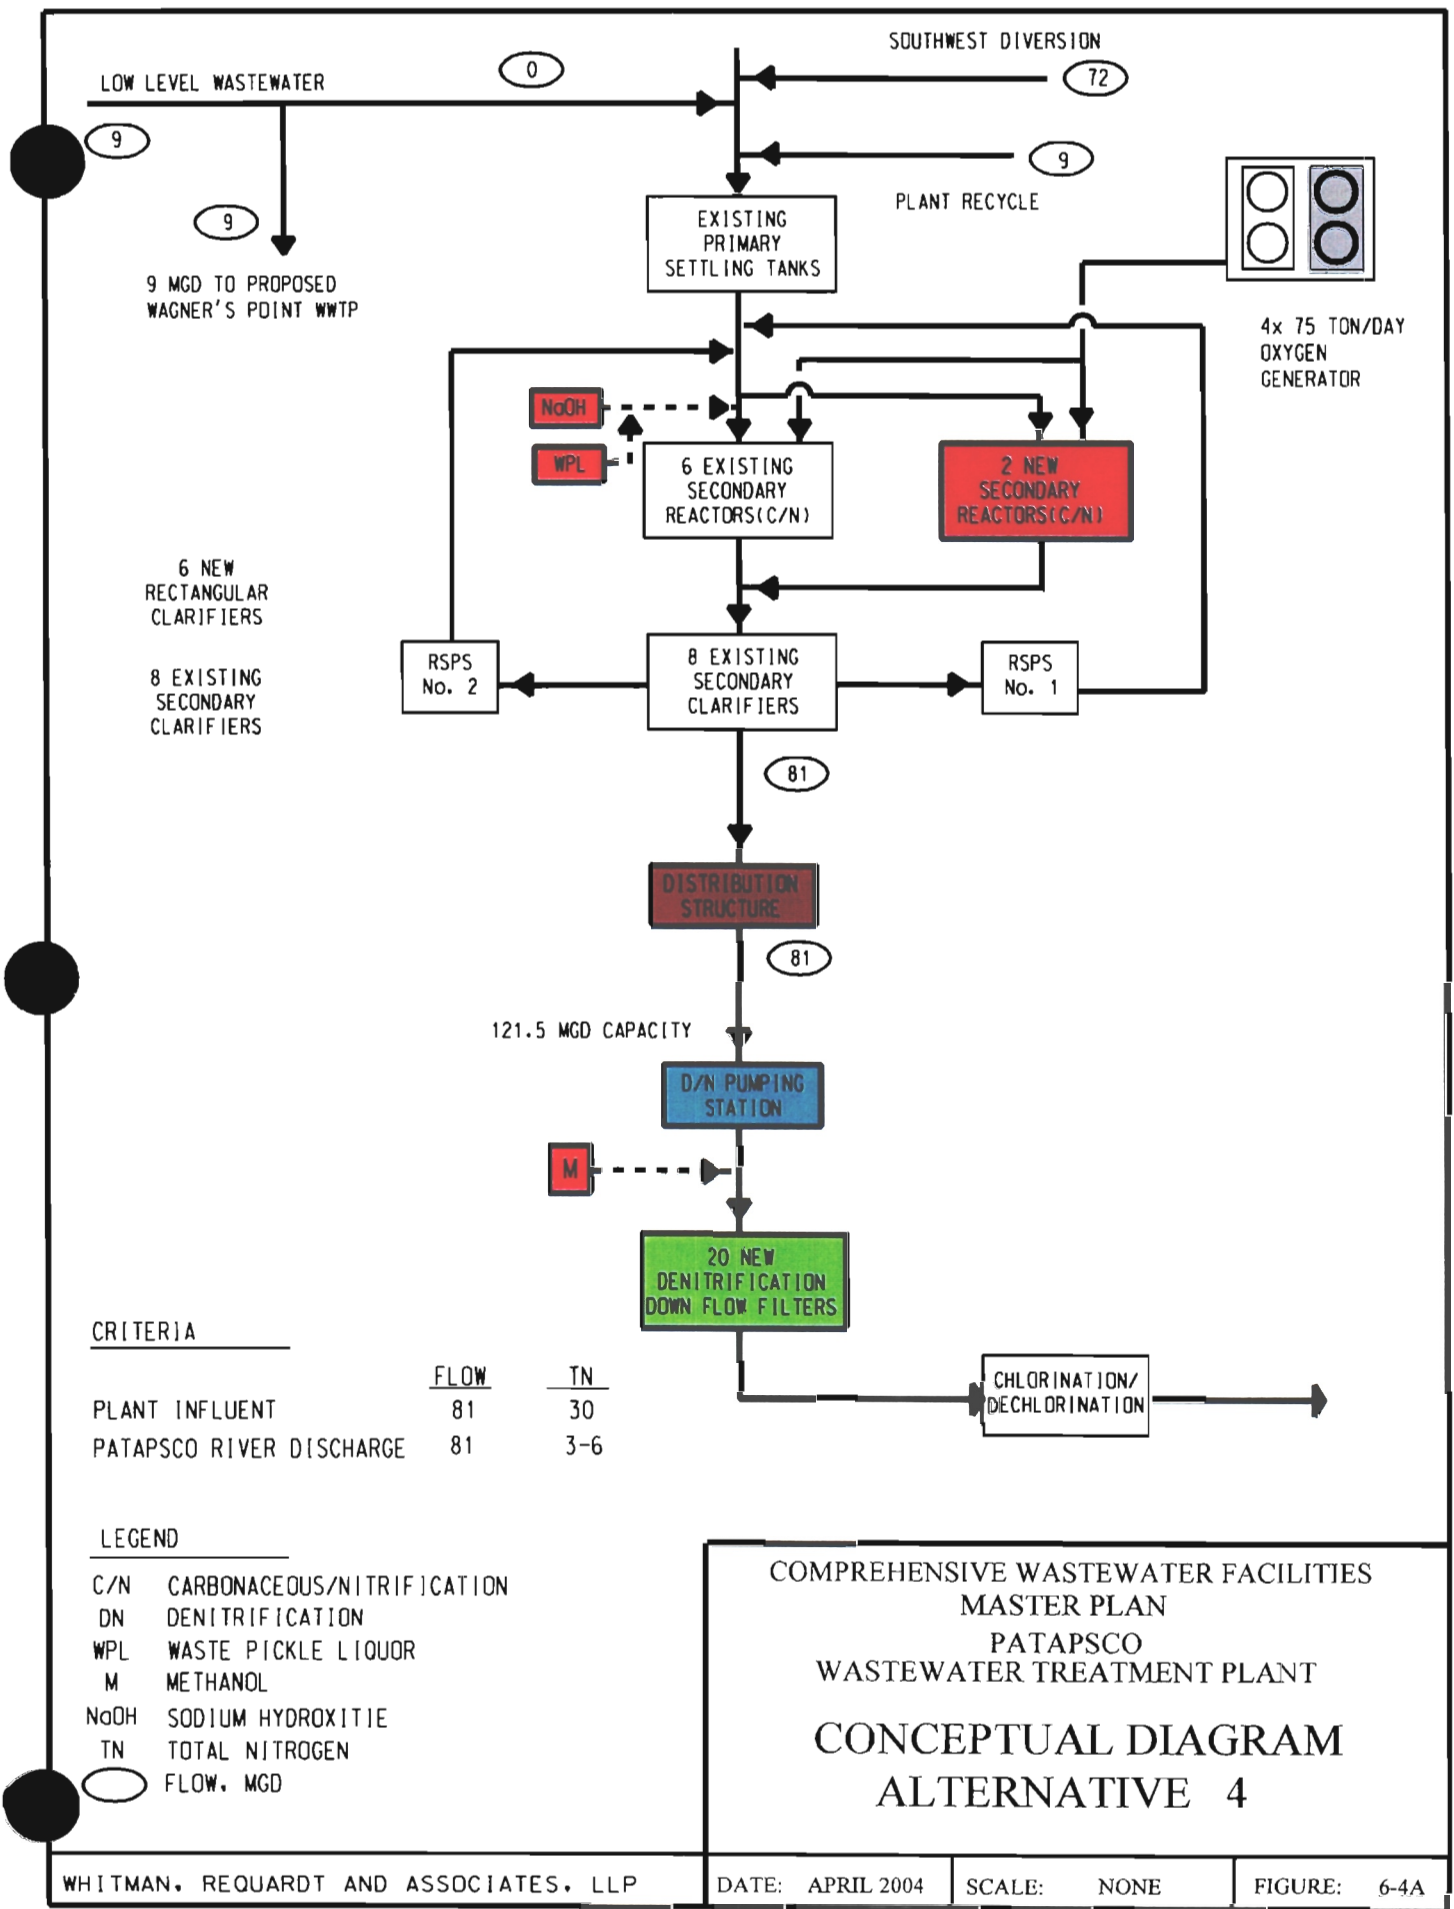 SOUTHWEST DIVERSION
0
72
LOW LEVEL WASTEWATER
9
9
PLANT RECYCLE
9
9 MGD TO PROPOSED
WAGNER'S POINT WWTP
EXISTING
PRIMARY
SETTLING TANKS
4x 75 TON/DAY
OXYGEN
GENERATOR
NaOH
WPL
6 EXISTING
SECONDARY
REACTORS(C/N)
2 NEW
SECONDARY
REACTORS(C/N)
6 NEW
RECTANGULAR
CLARIFIERS
8 EXISTING
SECONDARY
CLARIFIERS
RSPS
No. 2
8 EXISTING
SECONDARY
CLARIFIERS
RSPS
No. 1
81
DISTRIBUTION
STRUCTURE
81
121.5 MGD CAPACITY
D/N PUMPING
STATION
M
20 NEW
DENITRIFICATION
DOWN FLOW FILTERS
CHLORINATION/
DECHLORINATION
CRITERIA
FLOW TN
PLANT INFLUENT 81 30
PATAPSCO RIVER DISCHARGE 81 3-6
LEGEND
C/N CARBONACEOUS/NITRIFICATION
DN DENITRIFICATION
WPL WASTE PICKLE LIQUOR
M METHANOL
NaOH SODIUM HYDROXITIE
TN TOTAL NITROGEN
FLOW, MGD
COMPREHENSIVE WASTEWATER FACILITIES
MASTER PLAN
PATAPSCO
WASTEWATER TREATMENT PLANT
CONCEPTUAL DIAGRAM
ALTERNATIVE 4
WHITMAN, REQUARDT AND ASSOCIATES, LLP
DATE: APRIL 2004
SCALE: NONE
FIGURE: 6-4A